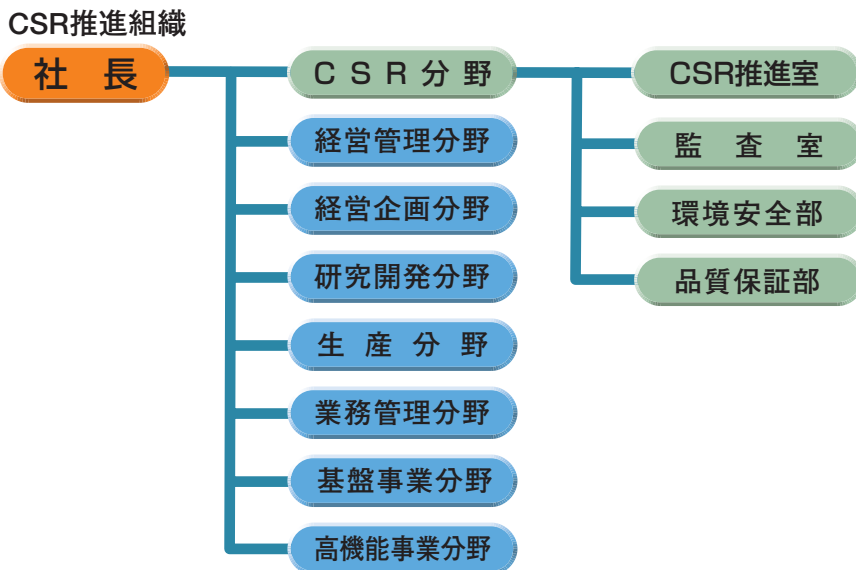 CSR推進組織
社長
CSR分野
CSR推進室
経営管理分野
監査室
経営企画分野
環境安全部
研究開発分野
品質保証部
生産分野
業務管理分野
基盤事業分野
高機能事業分野